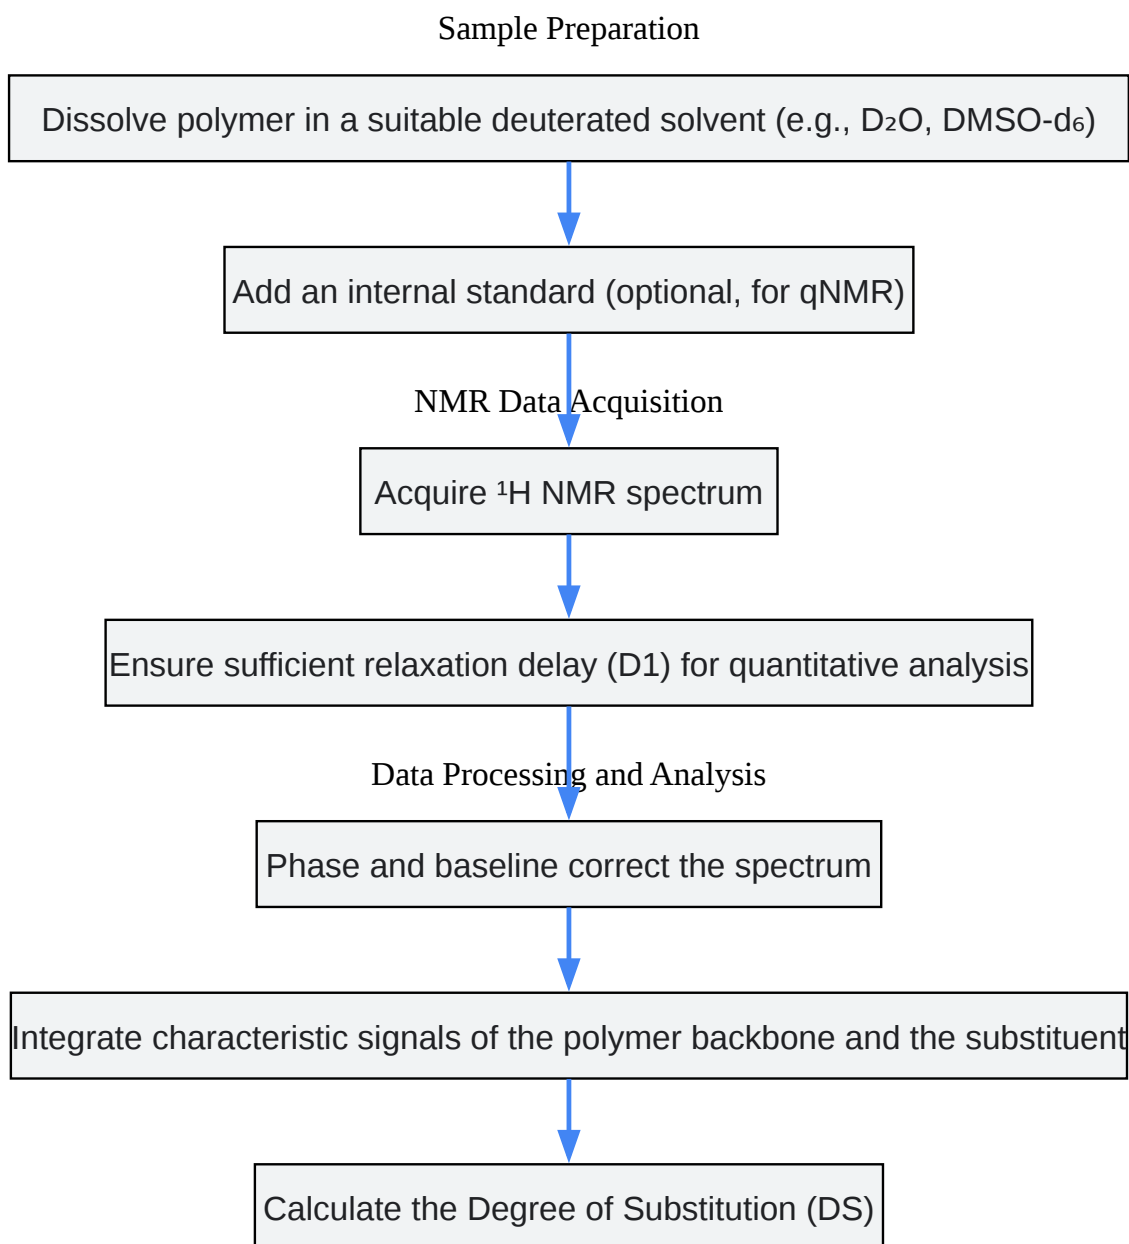 Sample Preparation
Dissolve polymer in a suitable deuterated solvent (e.g., D₂O, DMSO-d₆)
Add an internal standard (optional, for qNMR)
NMR Data Acquisition
Acquire ¹H NMR spectrum
Ensure sufficient relaxation delay (D1) for quantitative analysis
Data Processing and Analysis
Phase and baseline correct the spectrum
Integrate characteristic signals of the polymer backbone and the substituent
Calculate the Degree of Substitution (DS)